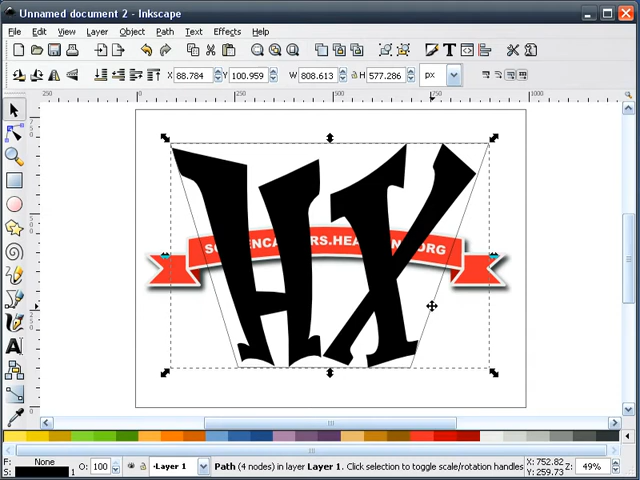 Unnamed document 2 - Inkscape
File Edit View Layer Object Path Text Effects Help
X 88.784 Y 100.959 W 808.613 H 577.286 px
250 0 250 500 750 1000
HX
F: None
S:
O: 100
Layer 1
Path (4 nodes) in layer Layer 1. Click selection to toggle scale/rotation handles
X: 752.82
Y: 259.73
Z: 49%